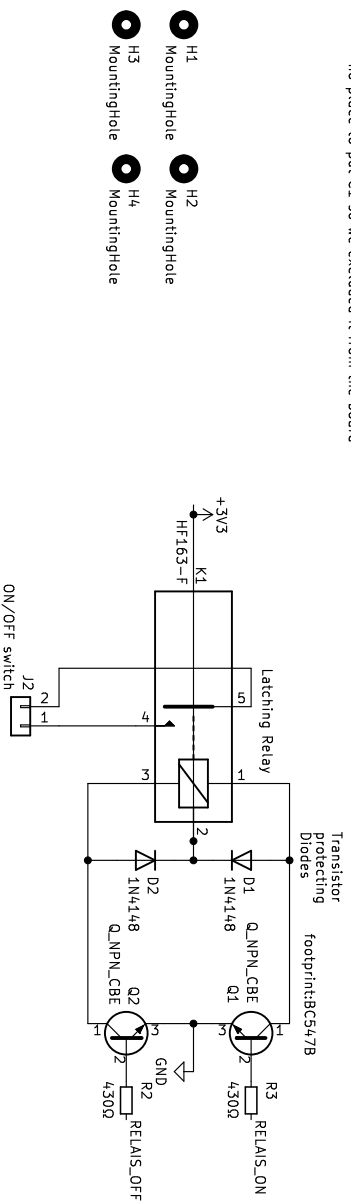 no place to put it so we excluded it from the board
H1
MountingHole
H2
MountingHole
H3
MountingHole
H4
MountingHole
+3V3
K1
HF163-F
Latching Relay
5
4
3
1
2
J2
2
1
ON/OFF switch
Transistor
protecting
Diodes
D1
1N4148
D2
1N4148
footprint:BC547B
Q1
Q_NPN_CBE
1
2
3
Q2
Q_NPN_CBE
1
2
3
GND
R3
430Ω
RELAIS_ON
R2
430Ω
RELAIS_OFF